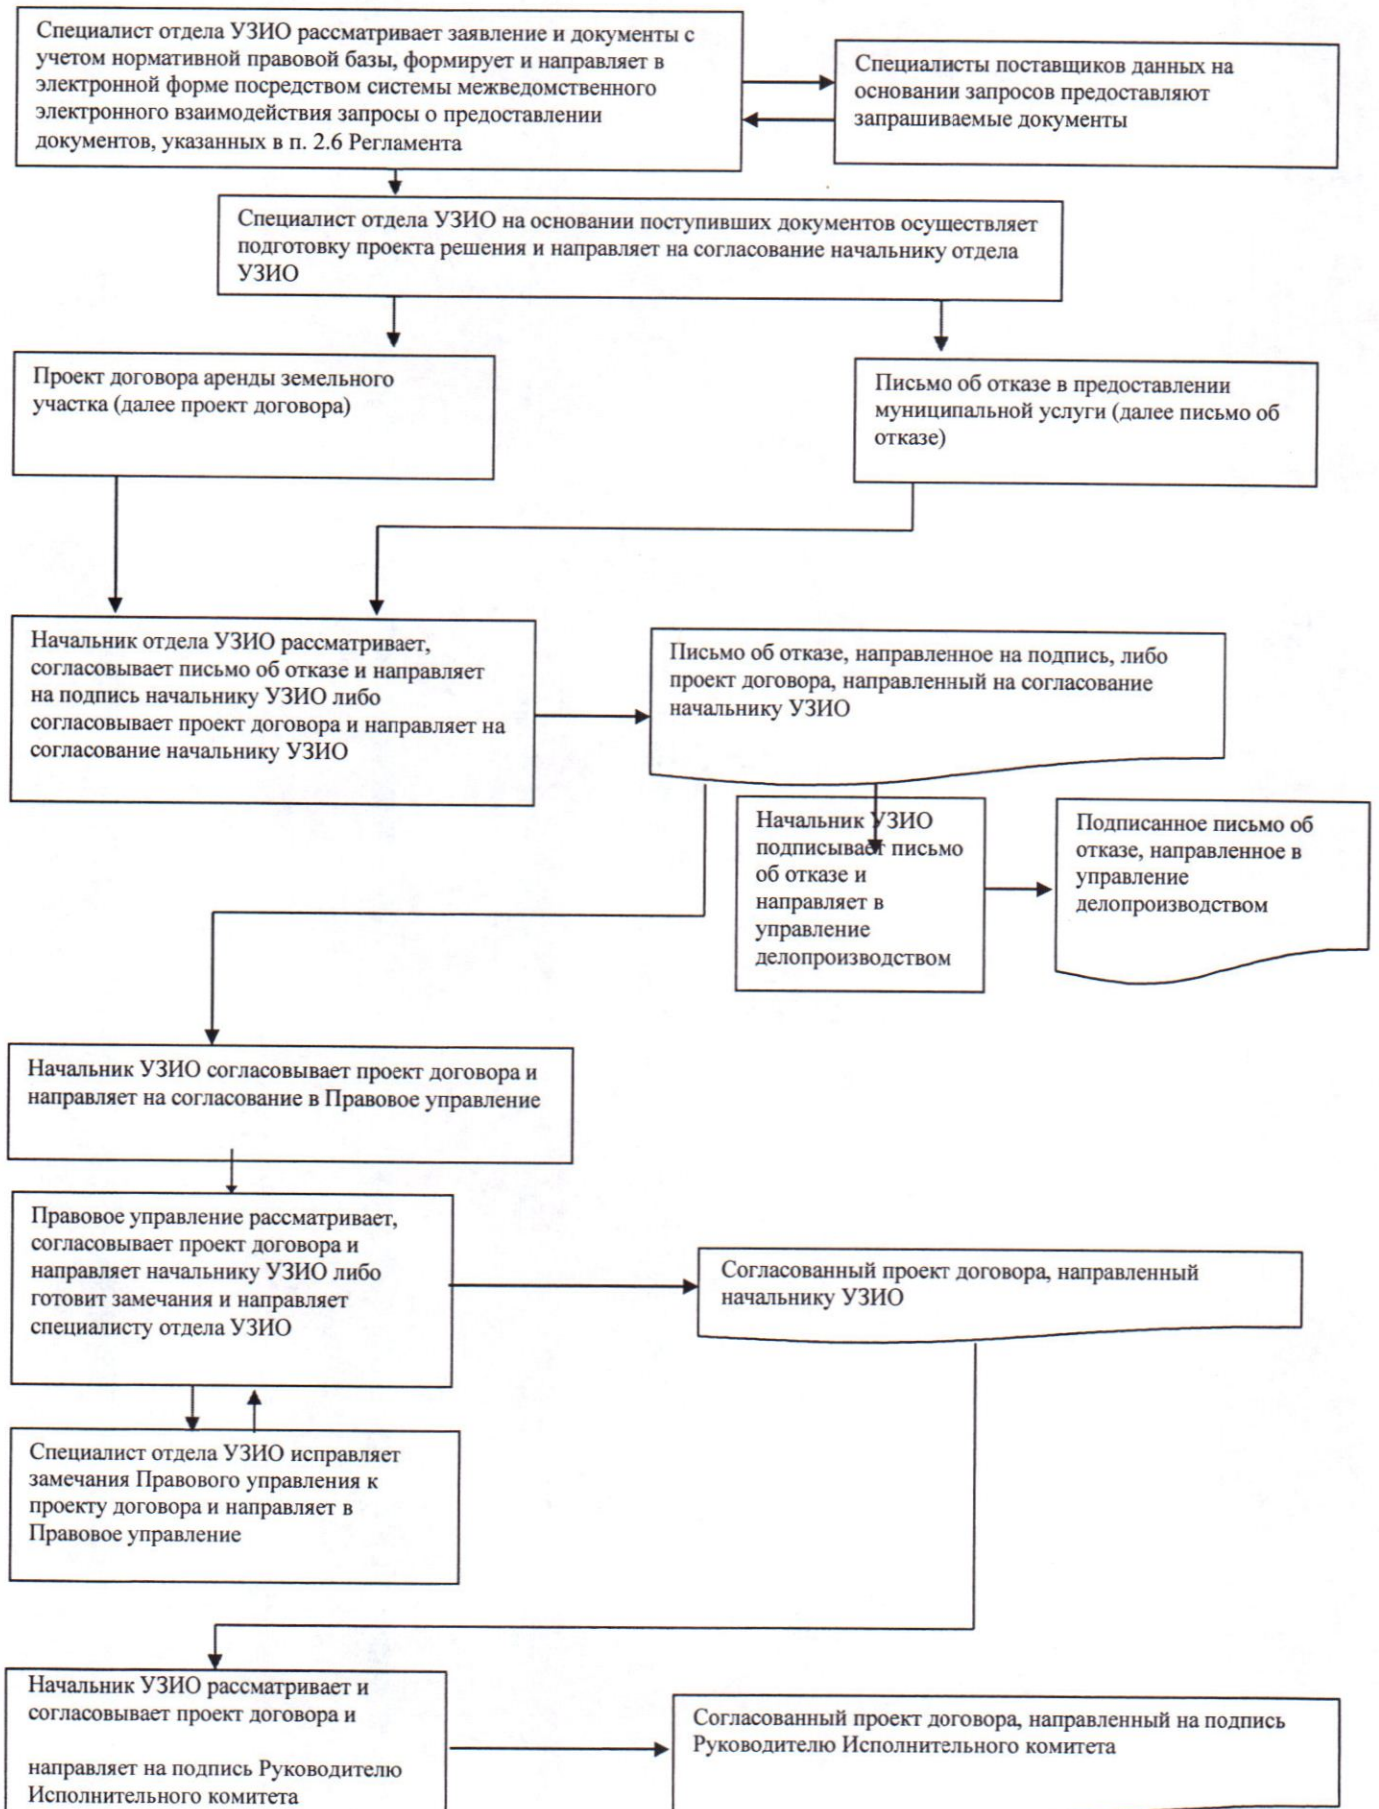 Специалист отдела УЗИО рассматривает заявление и документы с
учетом нормативной правовой базы, формирует и направляет в
электронной форме посредством системы межведомственного
электронного взаимодействия запросы о предоставлении
документов, указанных в п. 2.6 Регламента
Специалисты поставщиков данных на
основании запросов предоставляют
запрашиваемые документы
Специалист отдела УЗИО на основании поступивших документов осуществляет
подготовку проекта решения и направляет на согласование начальнику отдела
УЗИО
Проект договора аренды земельного
участка (далее проект договора)
Письмо об отказе в предоставлении
муниципальной услуги (далее письмо об
отказе)
Начальник отдела УЗИО рассматривает,
согласовывает письмо об отказе и направляет
на подпись начальнику УЗИО либо
согласовывает проект договора и направляет на
согласование начальнику УЗИО
Письмо об отказе, направленное на подпись, либо
проект договора, направленный на согласование
начальнику УЗИО
Начальник УЗИО
подписывает письмо
об отказе и
направляет в
управление
делопроизводством
Подписанное письмо об
отказе, направленное в
управление
делопроизводством
Начальник УЗИО согласовывает проект договора и
направляет на согласование в Правовое управление
Правовое управление рассматривает,
согласовывает проект договора и
направляет начальнику УЗИО либо
готовит замечания и направляет
специалисту отдела УЗИО
Согласованный проект договора, направленный
начальнику УЗИО
Специалист отдела УЗИО исправляет
замечания Правового управления к
проекту договора и направляет в
Правовое управление
Начальник УЗИО рассматривает и
согласовывает проект договора и
направляет на подпись Руководителю
Исполнительного комитета
Согласованный проект договора, направленный на подпись
Руководителю Исполнительного комитета